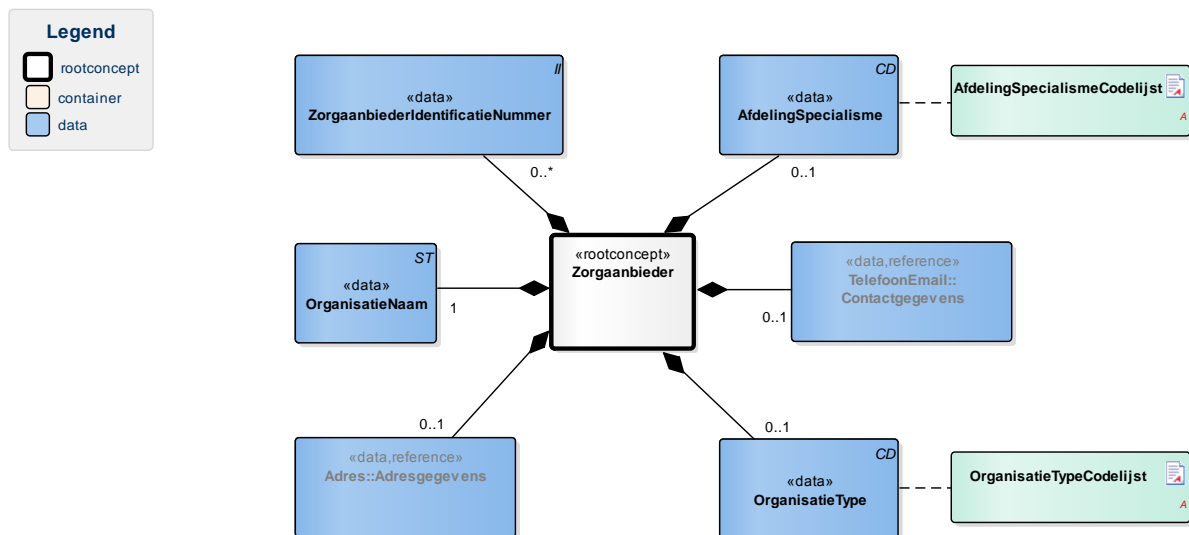 Legend
rootconcept
container
data
II
«data»
ZorgaanbiederIdentificatieNummer
0..*
CD
«data»
AfdelingSpecialisme
0..1
AfdelingSpecialismeCodelijst
A
ST
«data»
OrganisatieNaam
1
«rootconcept»
Zorgaanbieder
«data,reference»
TelefoonEmail::
Contactgegevens
0..1
0..1
«data,reference»
Adres::Adresgegevens
0..1
CD
«data»
OrganisatieType
OrganisatieTypeCodelijst
A